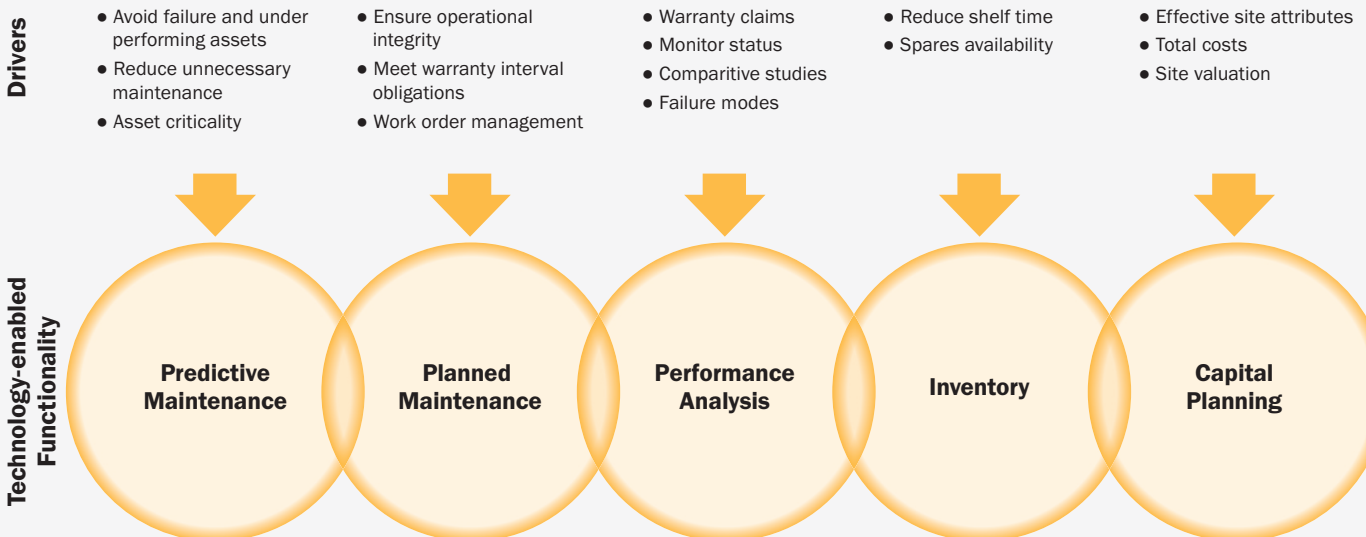 Drivers
● Avoid failure and under
performing assets
● Reduce unnecessary
maintenance
● Asset criticality
● Ensure operational
integrity
● Meet warranty interval
obligations
● Work order management
● Warranty claims
● Monitor status
● Comparitive studies
● Failure modes
● Reduce shelf time
● Spares availability
● Effective site attributes
● Total costs
● Site valuation
Technology-enabled
Functionality
Predictive
Maintenance
Planned
Maintenance
Performance
Analysis
Inventory
Capital
Planning